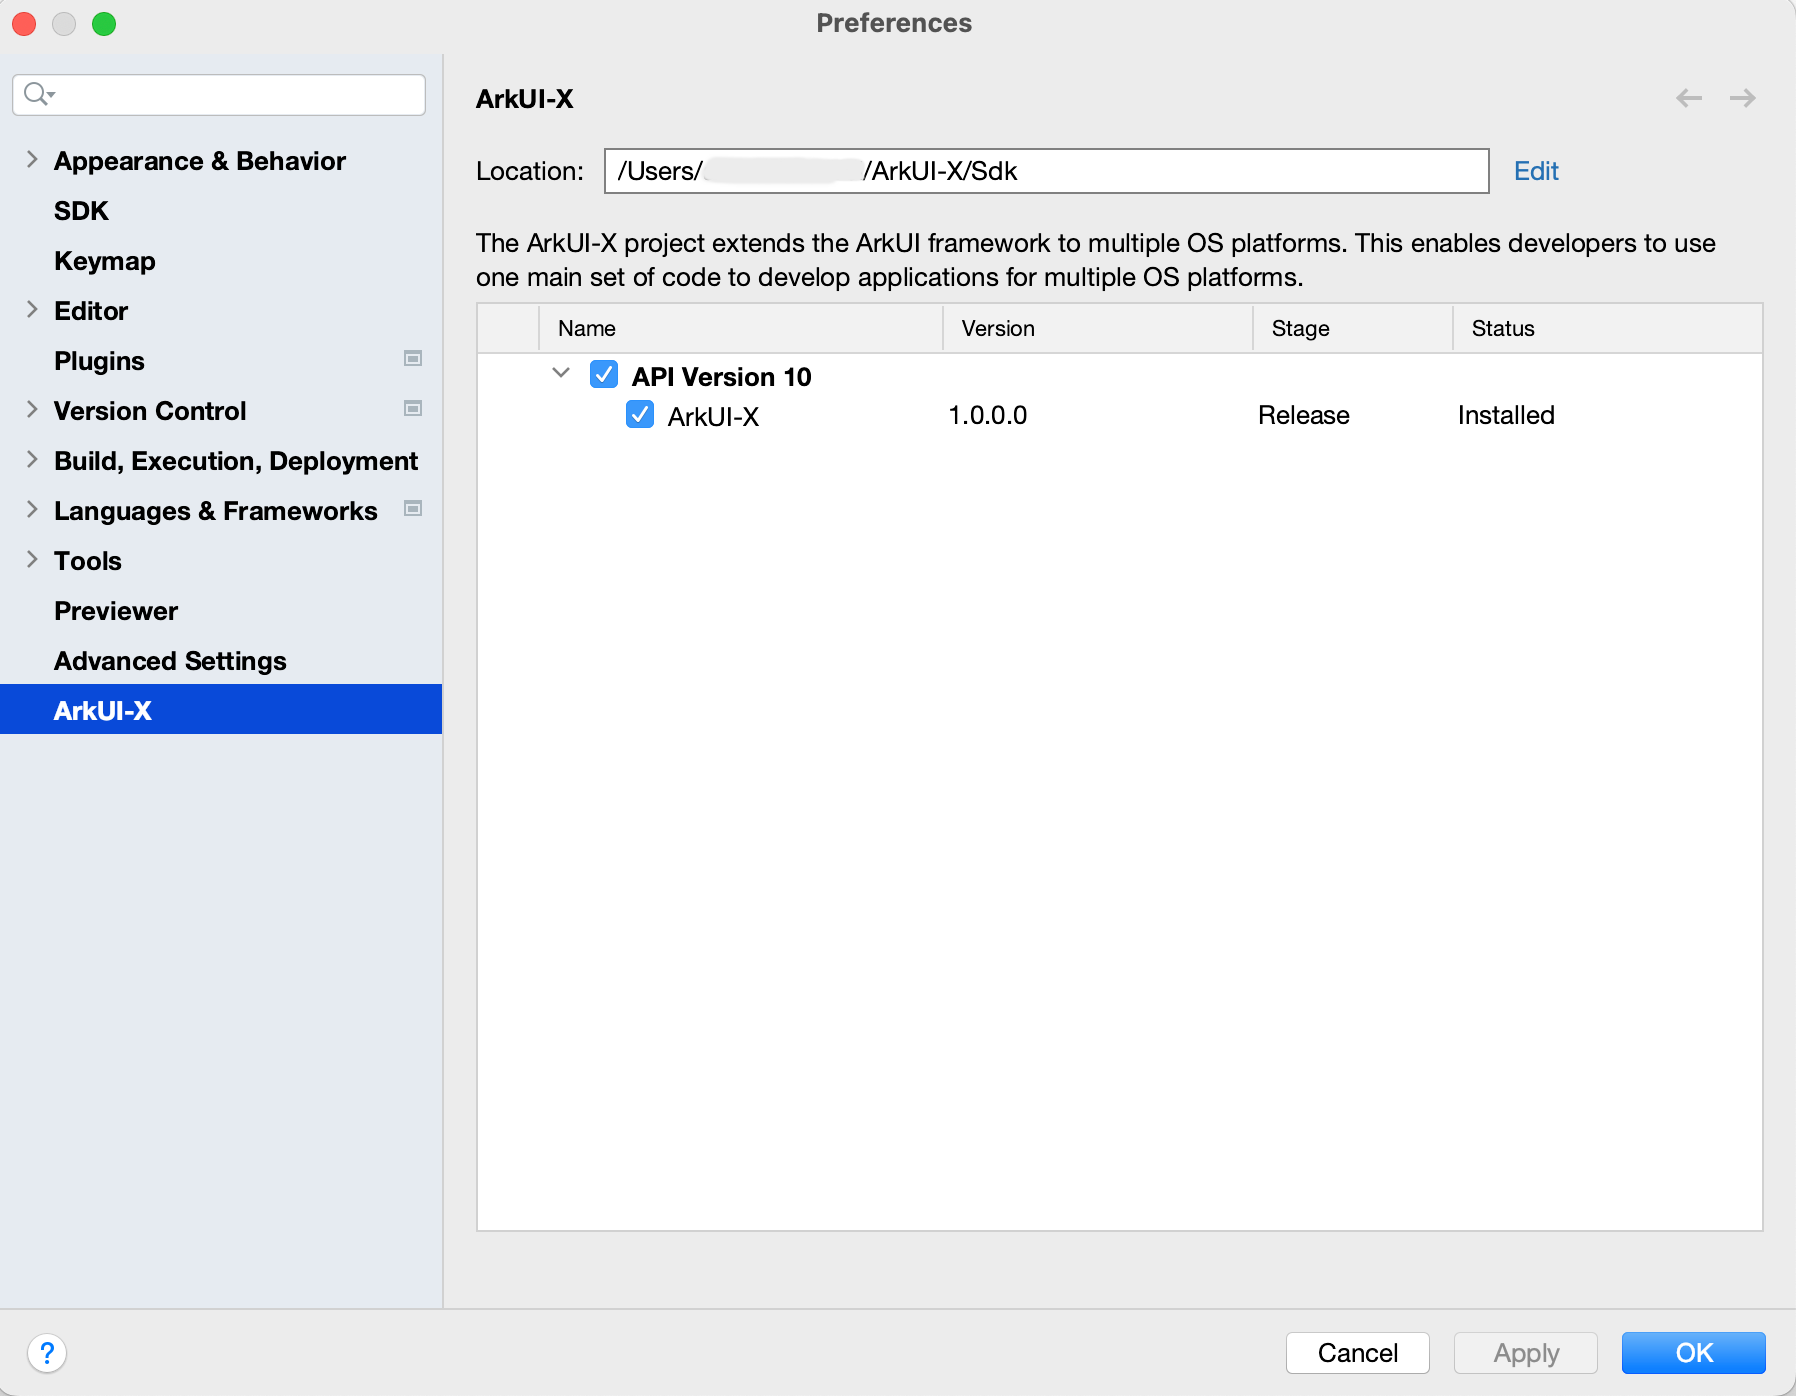 Preferences
ArkUI-X
Location: /Users/ /ArkUI-X/Sdk Edit
The ArkUI-X project extends the ArkUI framework to multiple OS platforms. This enables developers to use
one main set of code to develop applications for multiple OS platforms.
Name Version Stage Status
API Version 10
ArkUI-X 1.0.0.0 Release Installed
Appearance & Behavior
SDK
Keymap
Editor
Plugins
Version Control
Build, Execution, Deployment
Languages & Frameworks
Tools
Previewer
Advanced Settings
ArkUI-X
?
Cancel Apply OK